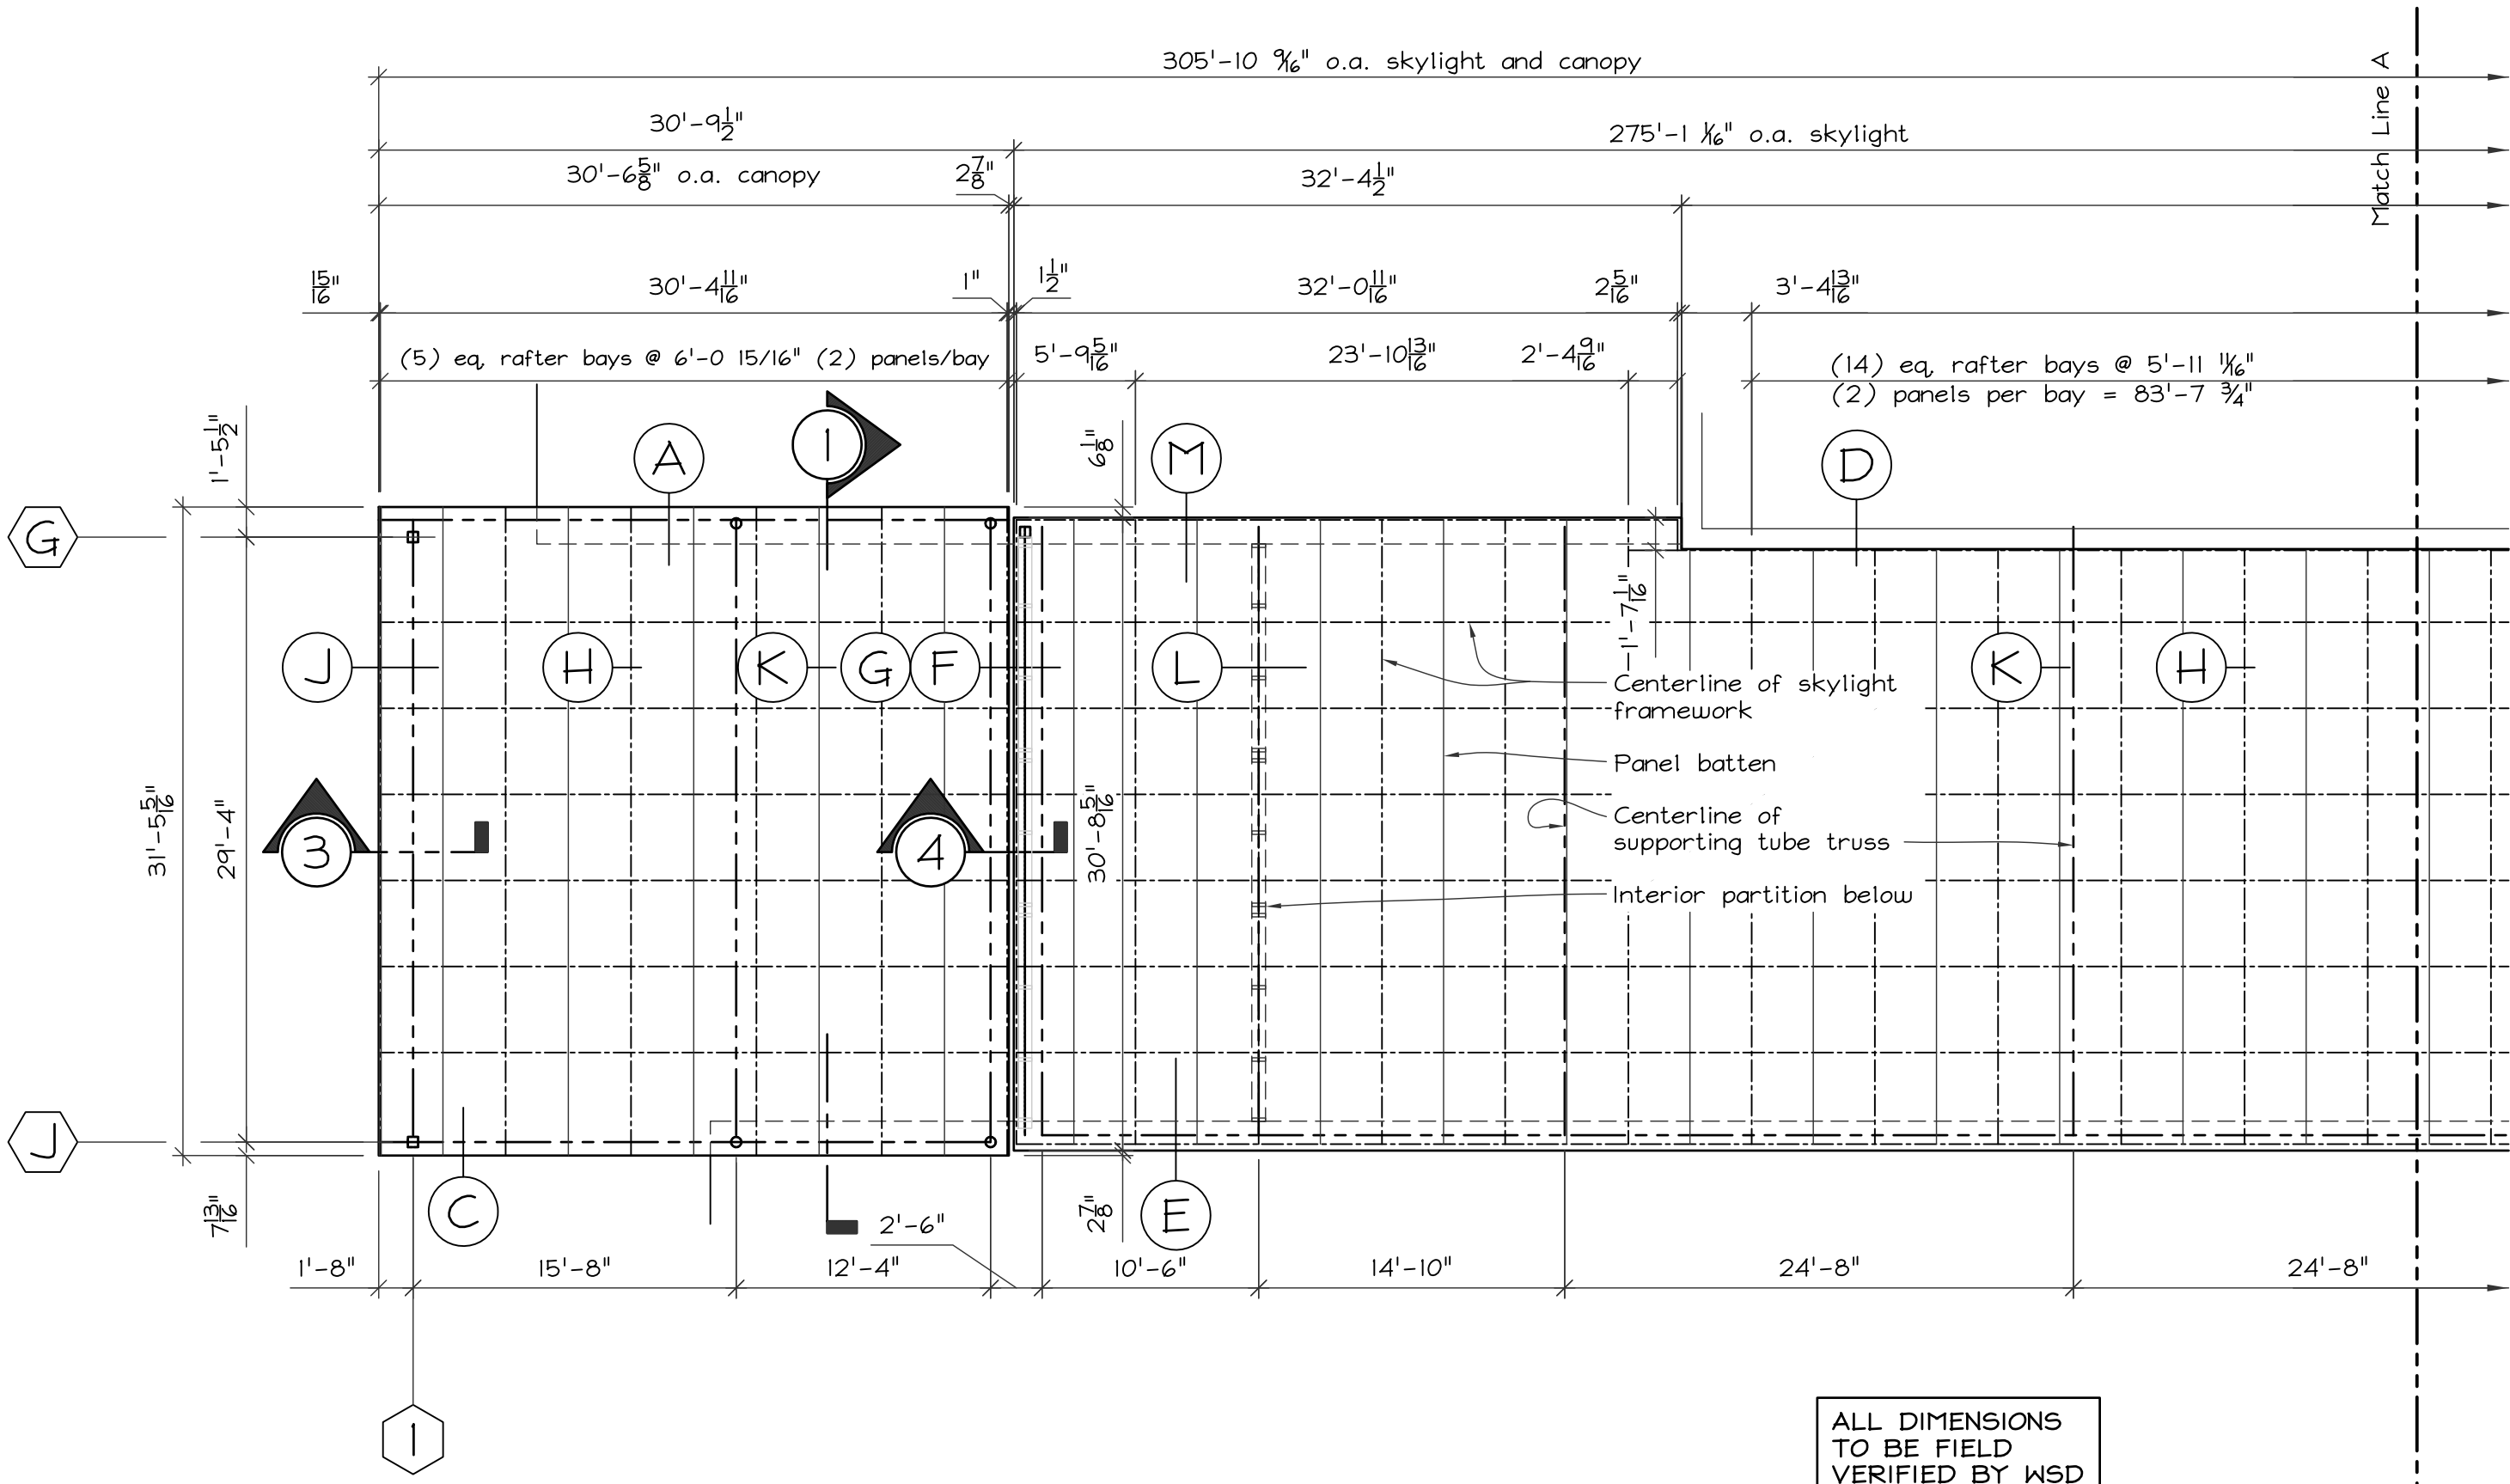 305'-10 9/16" o.a. skylight and canopy
Match Line A
30'-9 1/2"
275'-1 1/16" o.a. skylight
30'-6 5/8" o.a. canopy
2 7/8"
32'-4 1/2"
15/16"
30'-4 11/16"
1"
1 1/2"
32'-0 11/16"
2 5/16"
3'-4 13/16"
(5) eq. rafter bays @ 6'-0 15/16" (2) panels/bay
5'-9 5/16"
23'-10 13/16"
2'-4 9/16"
(14) eq. rafter bays @ 5'-11 11/16"
(2) panels per bay = 83'-7 3/4"
1'-5 1/2"
A
1
6 1/8"
M
D
G
1'-7 1/16"
J
H
K
G
F
L
K
H
Centerline of skylight
framework
Panel batten
Centerline of
supporting tube truss
Interior partition below
31'-5 5/16"
29'-4"
3
4
30'-8 5/16"
J
7 13/16"
C
2'-6"
2 7/8"
E
1'-8"
15'-8"
12'-4"
10'-6"
14'-10"
24'-8"
24'-8"
1
ALL DIMENSIONS
TO BE FIELD
VERIFIED BY WSD